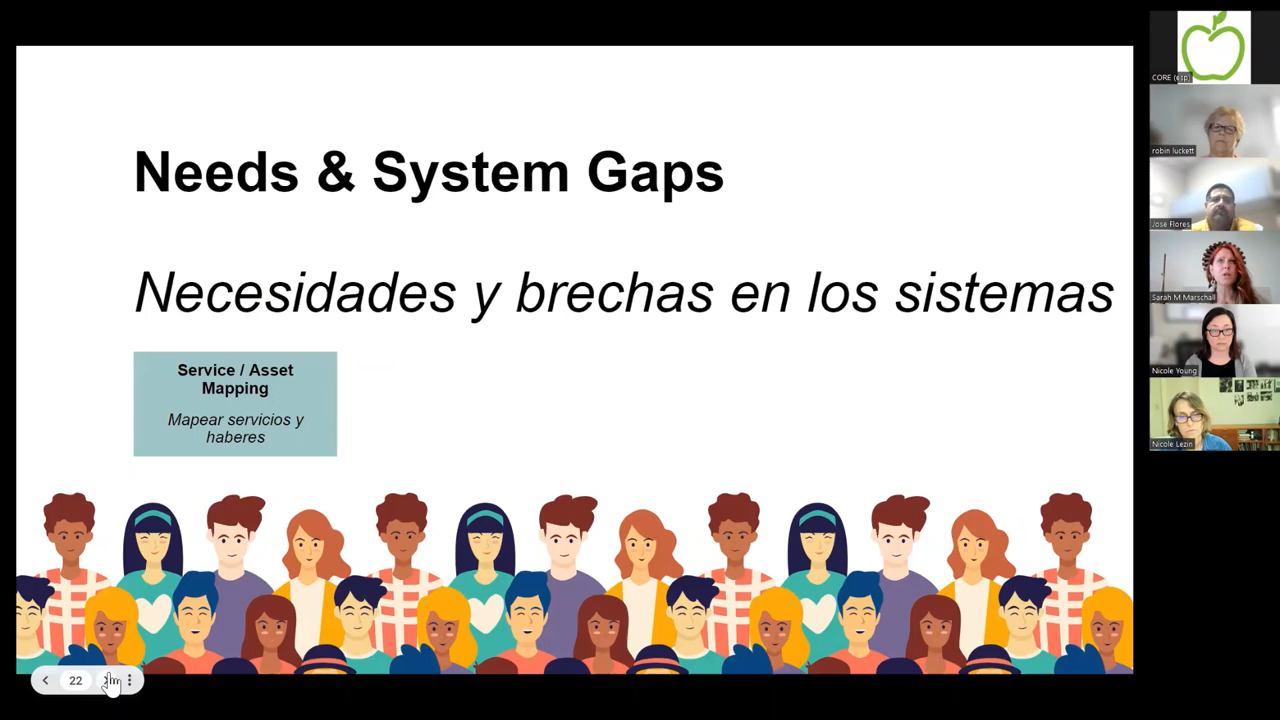 Needs & System Gaps
Necesidades y brechas en los sistemas
Service / Asset
Mapping
Mapear servicios y
haberes
22
CORE (esp)
robin luckett
Jose Flores
Sarah M Marschall
Nicole Young
Nicole Lezin